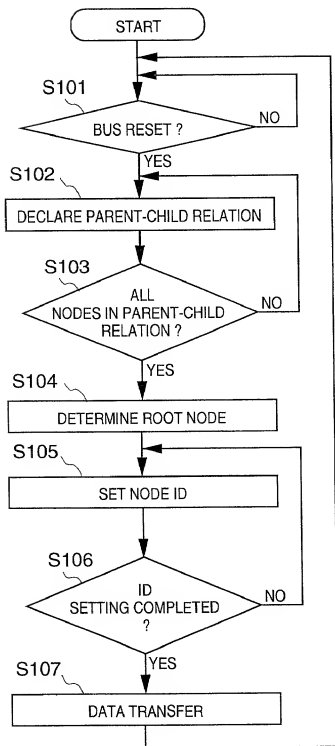 START
S101
BUS RESET ?
NO
YES
S102
DECLARE PARENT-CHILD RELATION
S103
ALL
NODES IN PARENT-CHILD
RELATION ?
NO
YES
S104
DETERMINE ROOT NODE
S105
SET NODE ID
S106
ID
SETTING COMPLETED
?
NO
YES
S107
DATA TRANSFER